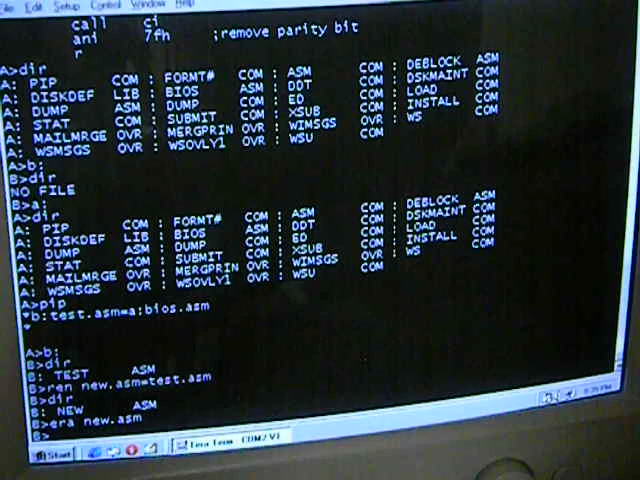 File Edit Setup Control Window Help
call ci
ani 7fh ;remove parity bit
r
A>dir
A: PIP COM : FORMT# COM : ASM COM : DEBLOCK ASM
A: DISKDEF LIB : BIOS ASM : DDT COM : DSKMAINT COM
A: DUMP ASM : DUMP COM : ED COM : LOAD COM
A: STAT COM : SUBMIT COM : XSUB COM : INSTALL COM
A: MAILMRGE OVR : MERGPRIN OVR : WIMSGS OVR : WS COM
A: WSMSGS OVR : WSOVLY1 OVR : WSU COM
A>b:
B>dir
NO FILE
B>a:
A>dir
A: PIP COM : FORMT# COM : ASM COM : DEBLOCK ASM
A: DISKDEF LIB : BIOS ASM : DDT COM : DSKMAINT COM
A: DUMP ASM : DUMP COM : ED COM : LOAD COM
A: STAT COM : SUBMIT COM : XSUB COM : INSTALL COM
A: MAILMRGE OVR : MERGPRIN OVR : WIMSGS OVR : WS COM
A: WSMSGS OVR : WSOVLY1 OVR : WSU COM
A>pip
*b:test.asm=a:bios.asm
*
A>b:
B>dir
B: TEST ASM
B>ren new.asm=test.asm
B>dir
B: NEW ASM
B>era new.asm
B>
Start Tera Term - COM2 VT